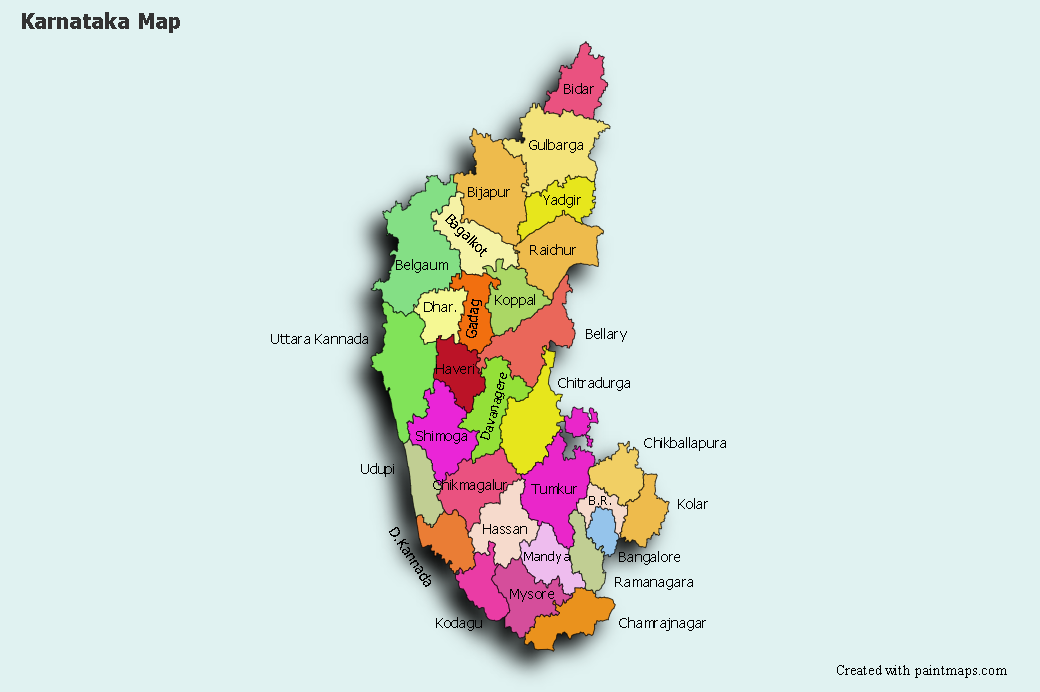 Karnataka Map
Bidar
Gulbarga
Bijapur
Yadgir
Bagalkot
Raichur
Belgaum
Koppal
Dhar.
Gadag
Uttara Kannada
Bellary
Haveri
Chitradurga
Davanagere
Shimoga
Chikballapura
Udupi
Chikmagalur
Tumkur
B.R.
Kolar
Hassan
D.Kannada
Mandya
Bangalore
Ramanagara
Mysore
Kodagu
Chamrajnagar
Created with paintmaps.com